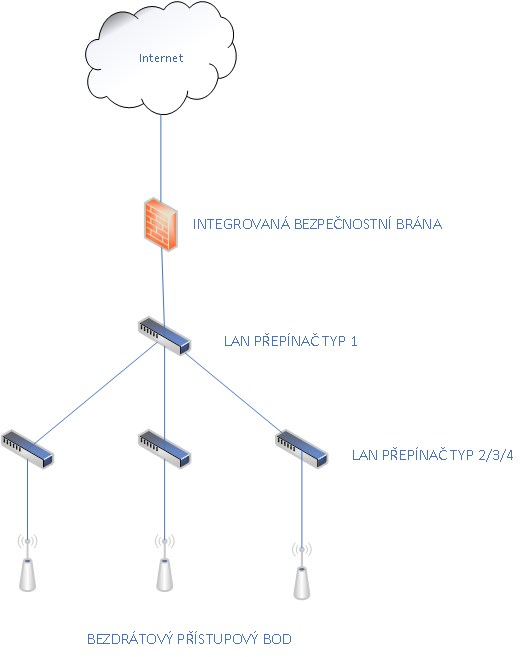 Internet
INTEGROVANÁ BEZPEČNOSTNÍ BRÁNA
LAN PŘEPÍNAČ TYP 1
LAN PŘEPÍNAČ TYP 2/3/4
BEZDRÁTOVÝ PŘÍSTUPOVÝ BOD